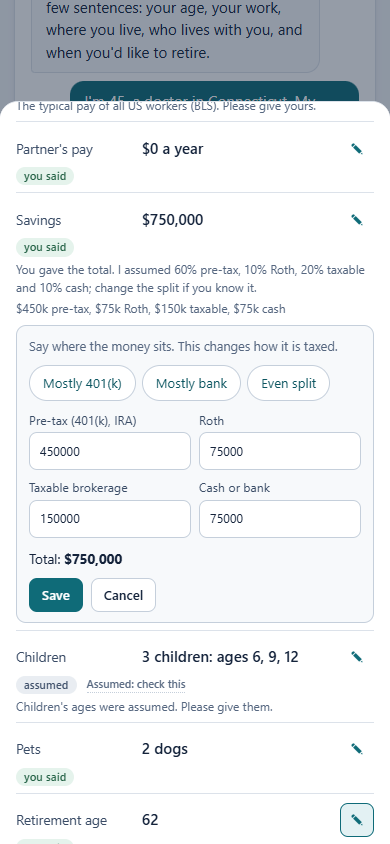 few sentences: your age, your work,
where you live, who lives with you, and
when you'd like to retire.
I'm 45, a doctor in Connecticut. My
The typical pay of all US workers (BLS). Please give yours.
Partner's pay
$0 a year
you said
Savings
$750,000
you said
You gave the total. I assumed 60% pre-tax, 10% Roth, 20% taxable
and 10% cash; change the split if you know it.
$450k pre-tax, $75k Roth, $150k taxable, $75k cash
Say where the money sits. This changes how it is taxed.
Mostly 401(k)
Mostly bank
Even split
Pre-tax (401(k), IRA)
Roth
450000
75000
Taxable brokerage
Cash or bank
150000
75000
Total: $750,000
Save
Cancel
Children
3 children: ages 6, 9, 12
assumed
Assumed: check this
Children's ages were assumed. Please give them.
Pets
2 dogs
you said
Retirement age
62